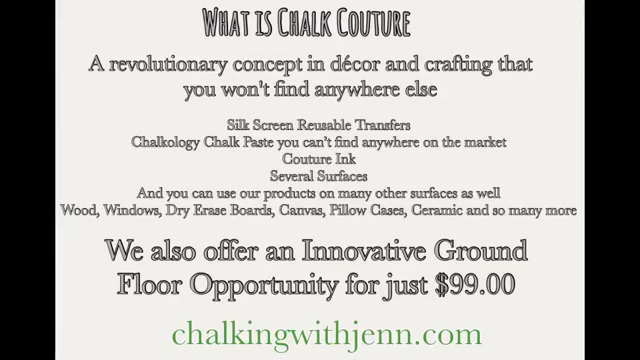 What is Chalk Couture
A revolutionary concept in décor and crafting that
you won't find anywhere else
Silk Screen Reusable Transfers
Chalkology Chalk Paste you can't find anywhere on the market
Couture Ink
Several Surfaces
And you can use our products on many other surfaces as well
Wood, Windows, Dry Erase Boards, Canvas, Pillow Cases, Ceramic and so many more
We also offer an Innovative Ground
Floor Opportunity for just $99.00
chalkingwithjenn.com